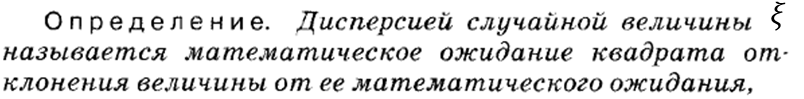 Определение. Дисперсией случайной величины ξ
называется математическое ожидание квадрата от-
клонения величины от ее математического ожидания,